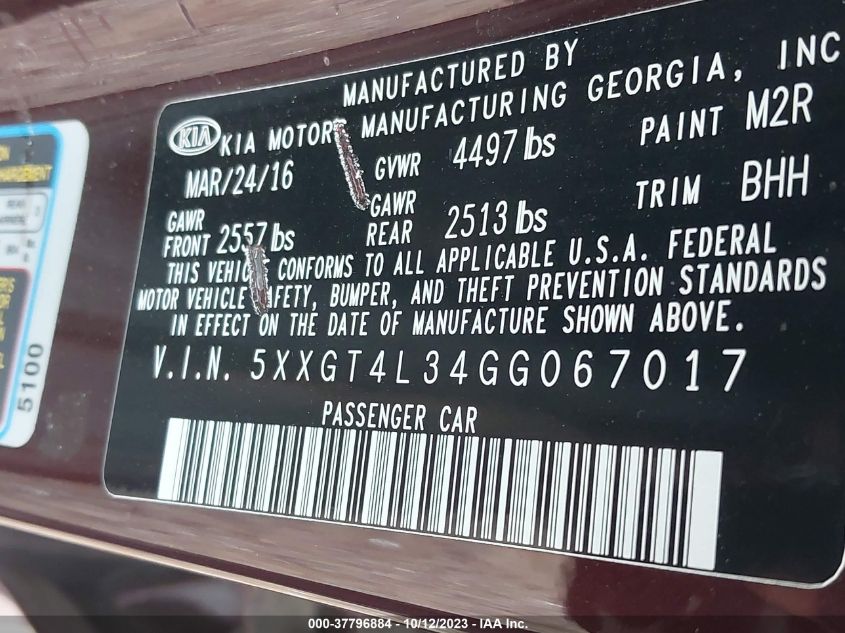 MANUFACTURED BY
KIA KIA MOTORS MANUFACTURING GEORGIA, INC
MAR/24/16 GVWR 4497 lbs PAINT M2R
GAWR FRONT 2557 lbs GAWR REAR 2513 lbs TRIM BHH
THIS VEHIC CONFORMS TO ALL APPLICABLE U.S.A. FEDERAL
MOTOR VEHICLE AFETY, BUMPER, AND THEFT PREVENTION STANDARDS
IN EFFECT ON THE DATE OF MANUFACTURE SHOWN ABOVE.
V.I.N. 5XXGT4L34GG067017
PASSENGER CAR
5100
000-37796884 - 10/12/2023 - IAA Inc.